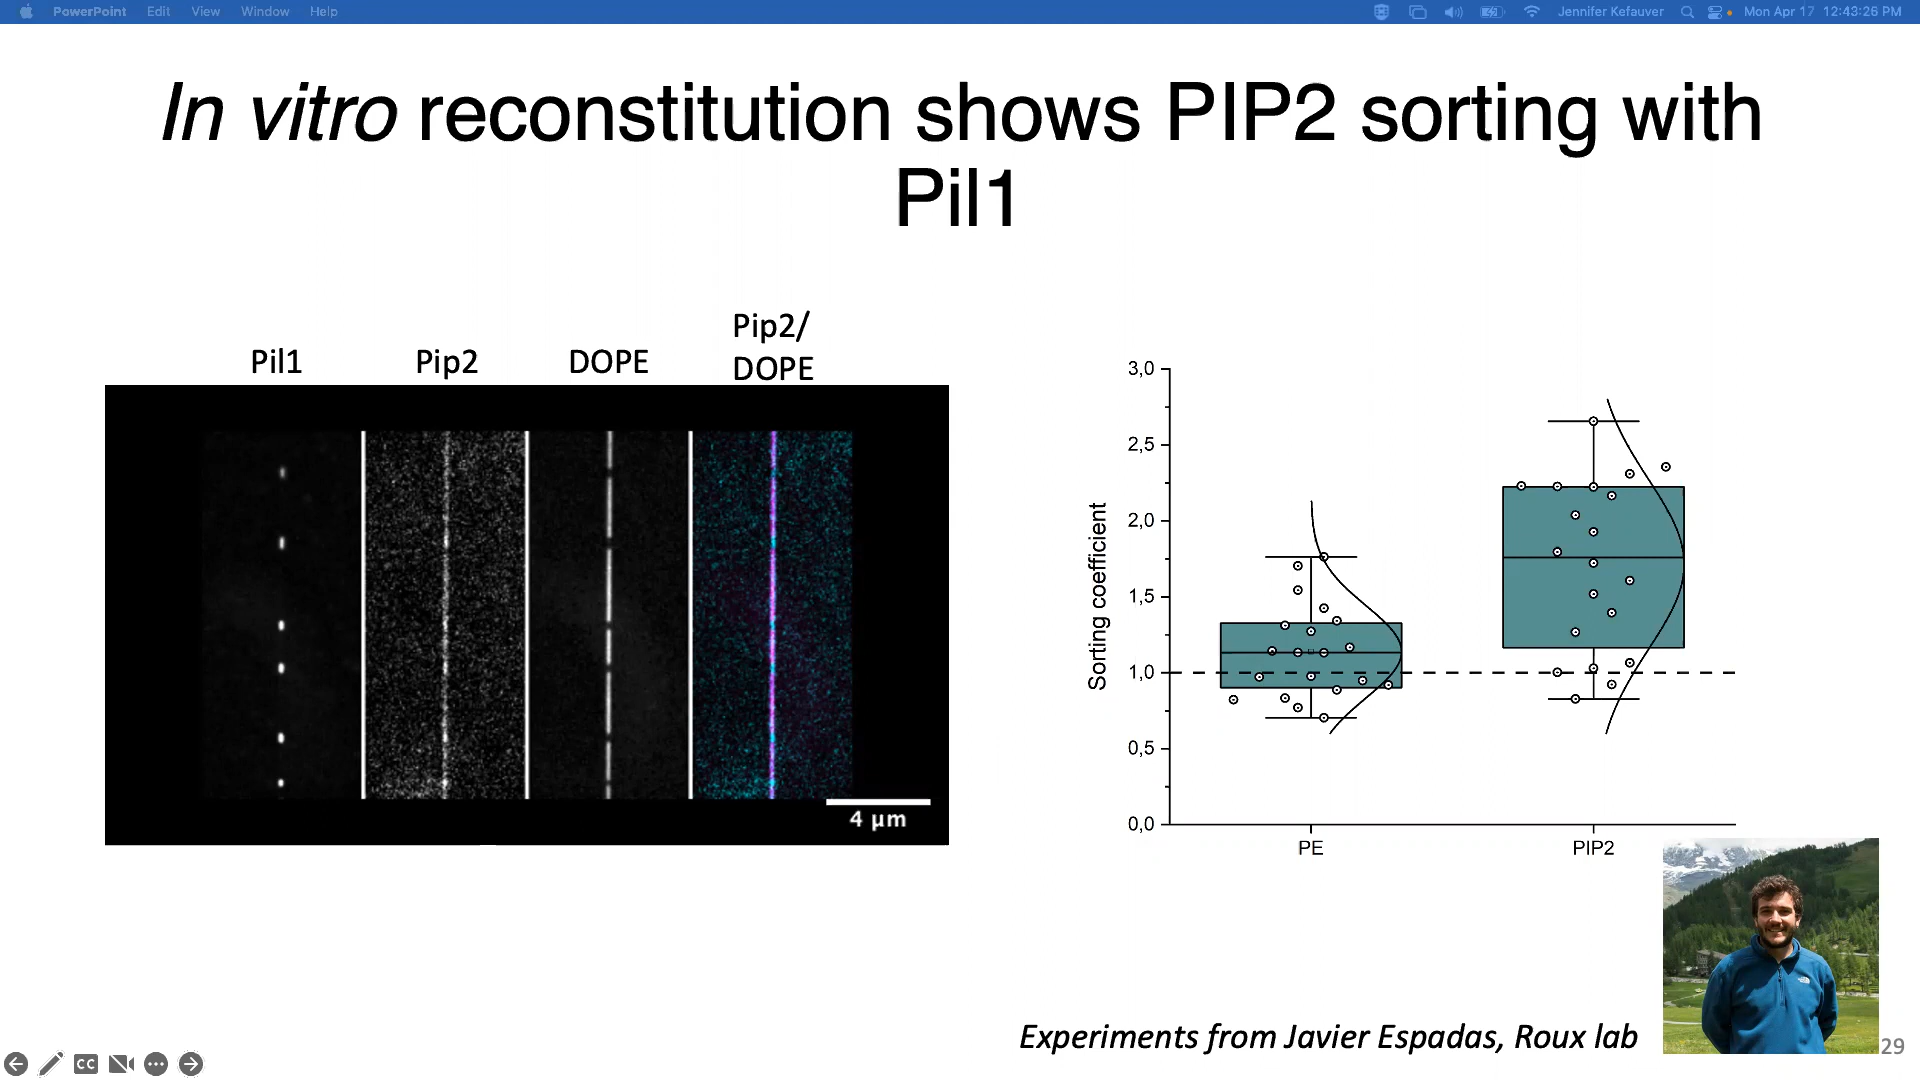 PowerPoint Edit View Window Help Jennifer Kefauver Mon Apr 17 12:43:26 PM
In vitro reconstitution shows PIP2 sorting with
Pil1
Pil1 Pip2 DOPE Pip2/
DOPE
4 µm
3,0
2,5
2,0
1,5
1,0
0,5
0,0
Sorting coefficient
PE PIP2
Experiments from Javier Espadas, Roux lab
29
CC